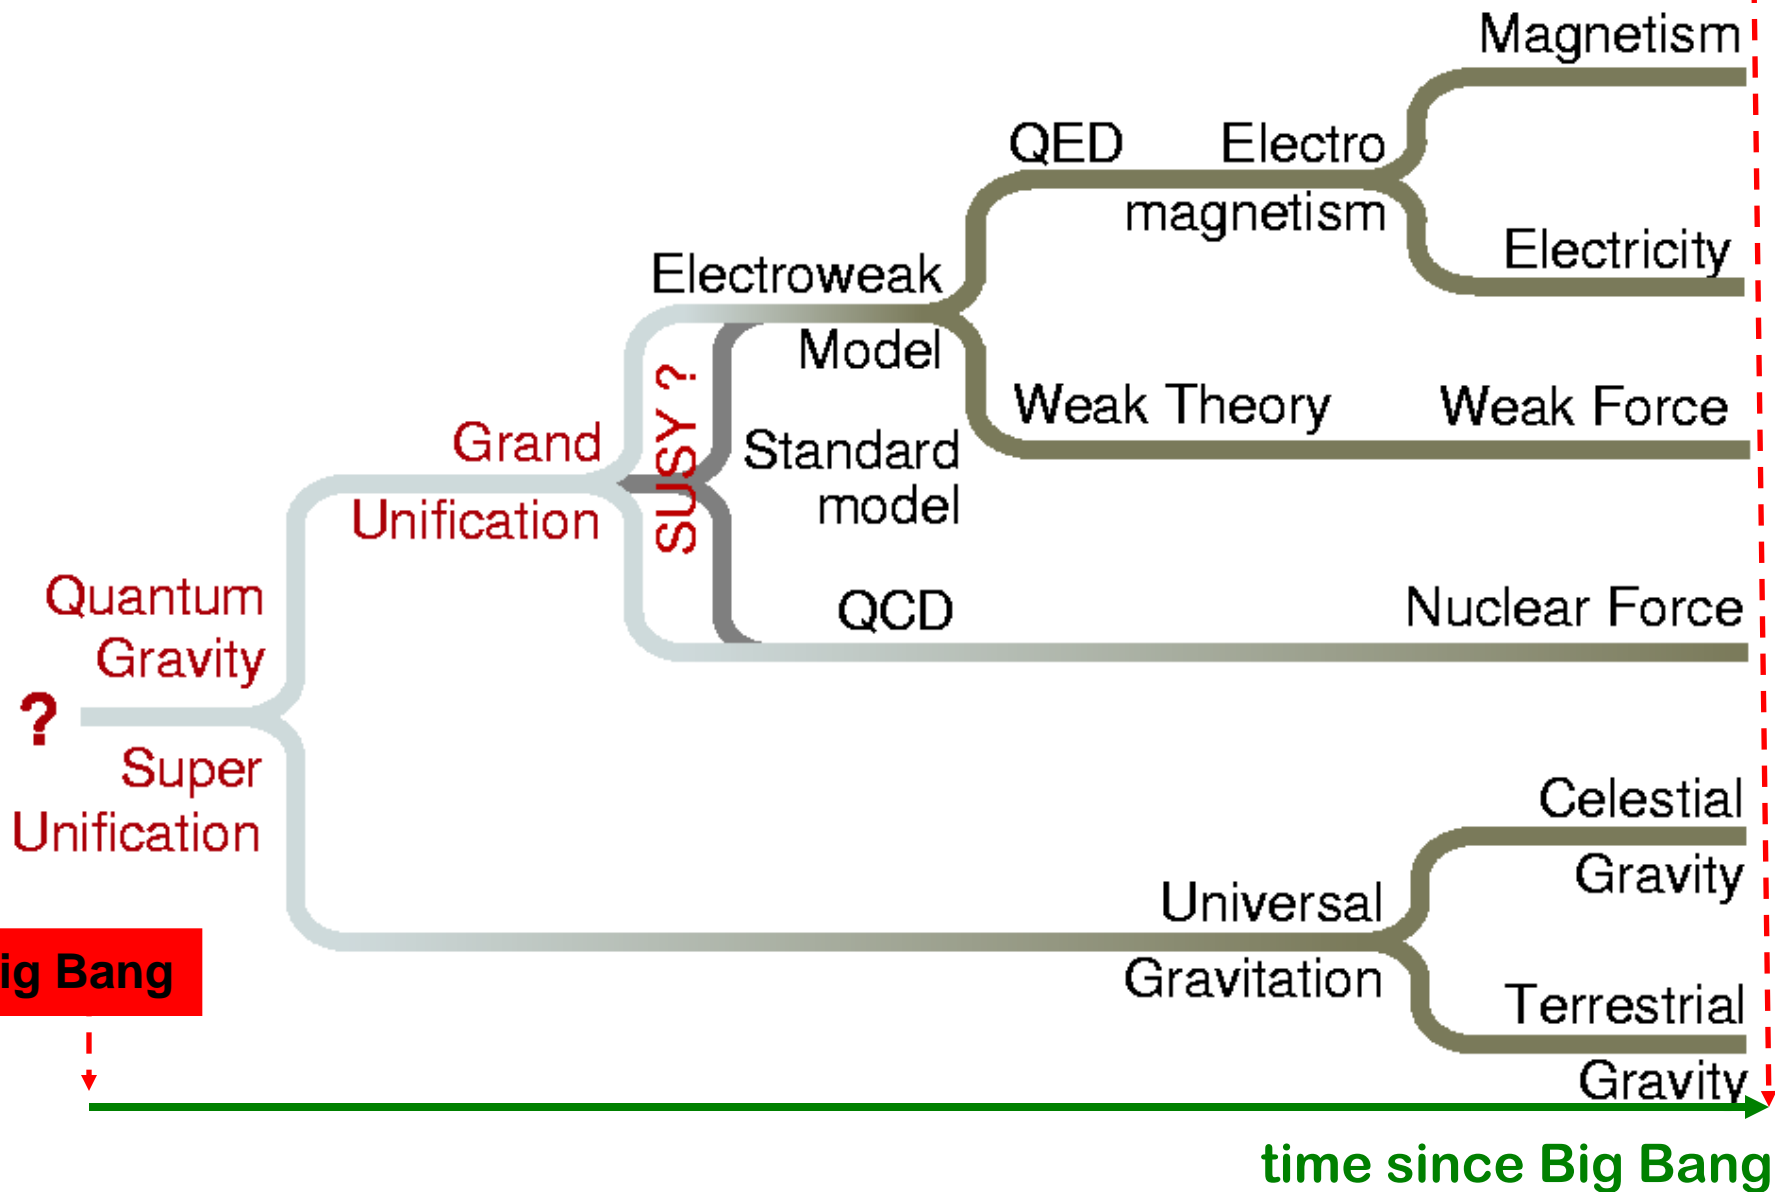 Magnetism
QED
Electro
magnetism
Electricity
Electroweak
Model
Weak Theory
Weak Force
SUSY ?
Grand
Unification
Standard
model
QCD
Nuclear Force
Quantum
Gravity
?
Super
Unification
Celestial
Gravity
Universal
Gravitation
Terrestrial
Gravity
ig Bang
time since Big Bang